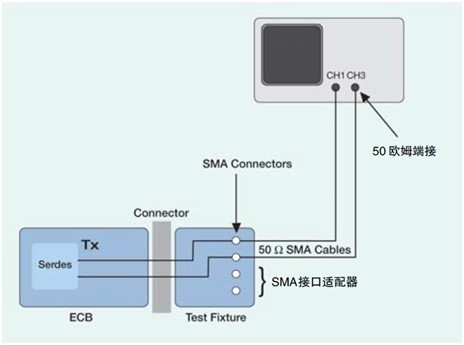 CH1 CH3
50 欧姆端接
SMA Connectors
Connector
Tx
50 Ω SMA Cables
Serdes
SMA接口适配器
ECB
Test Fixture